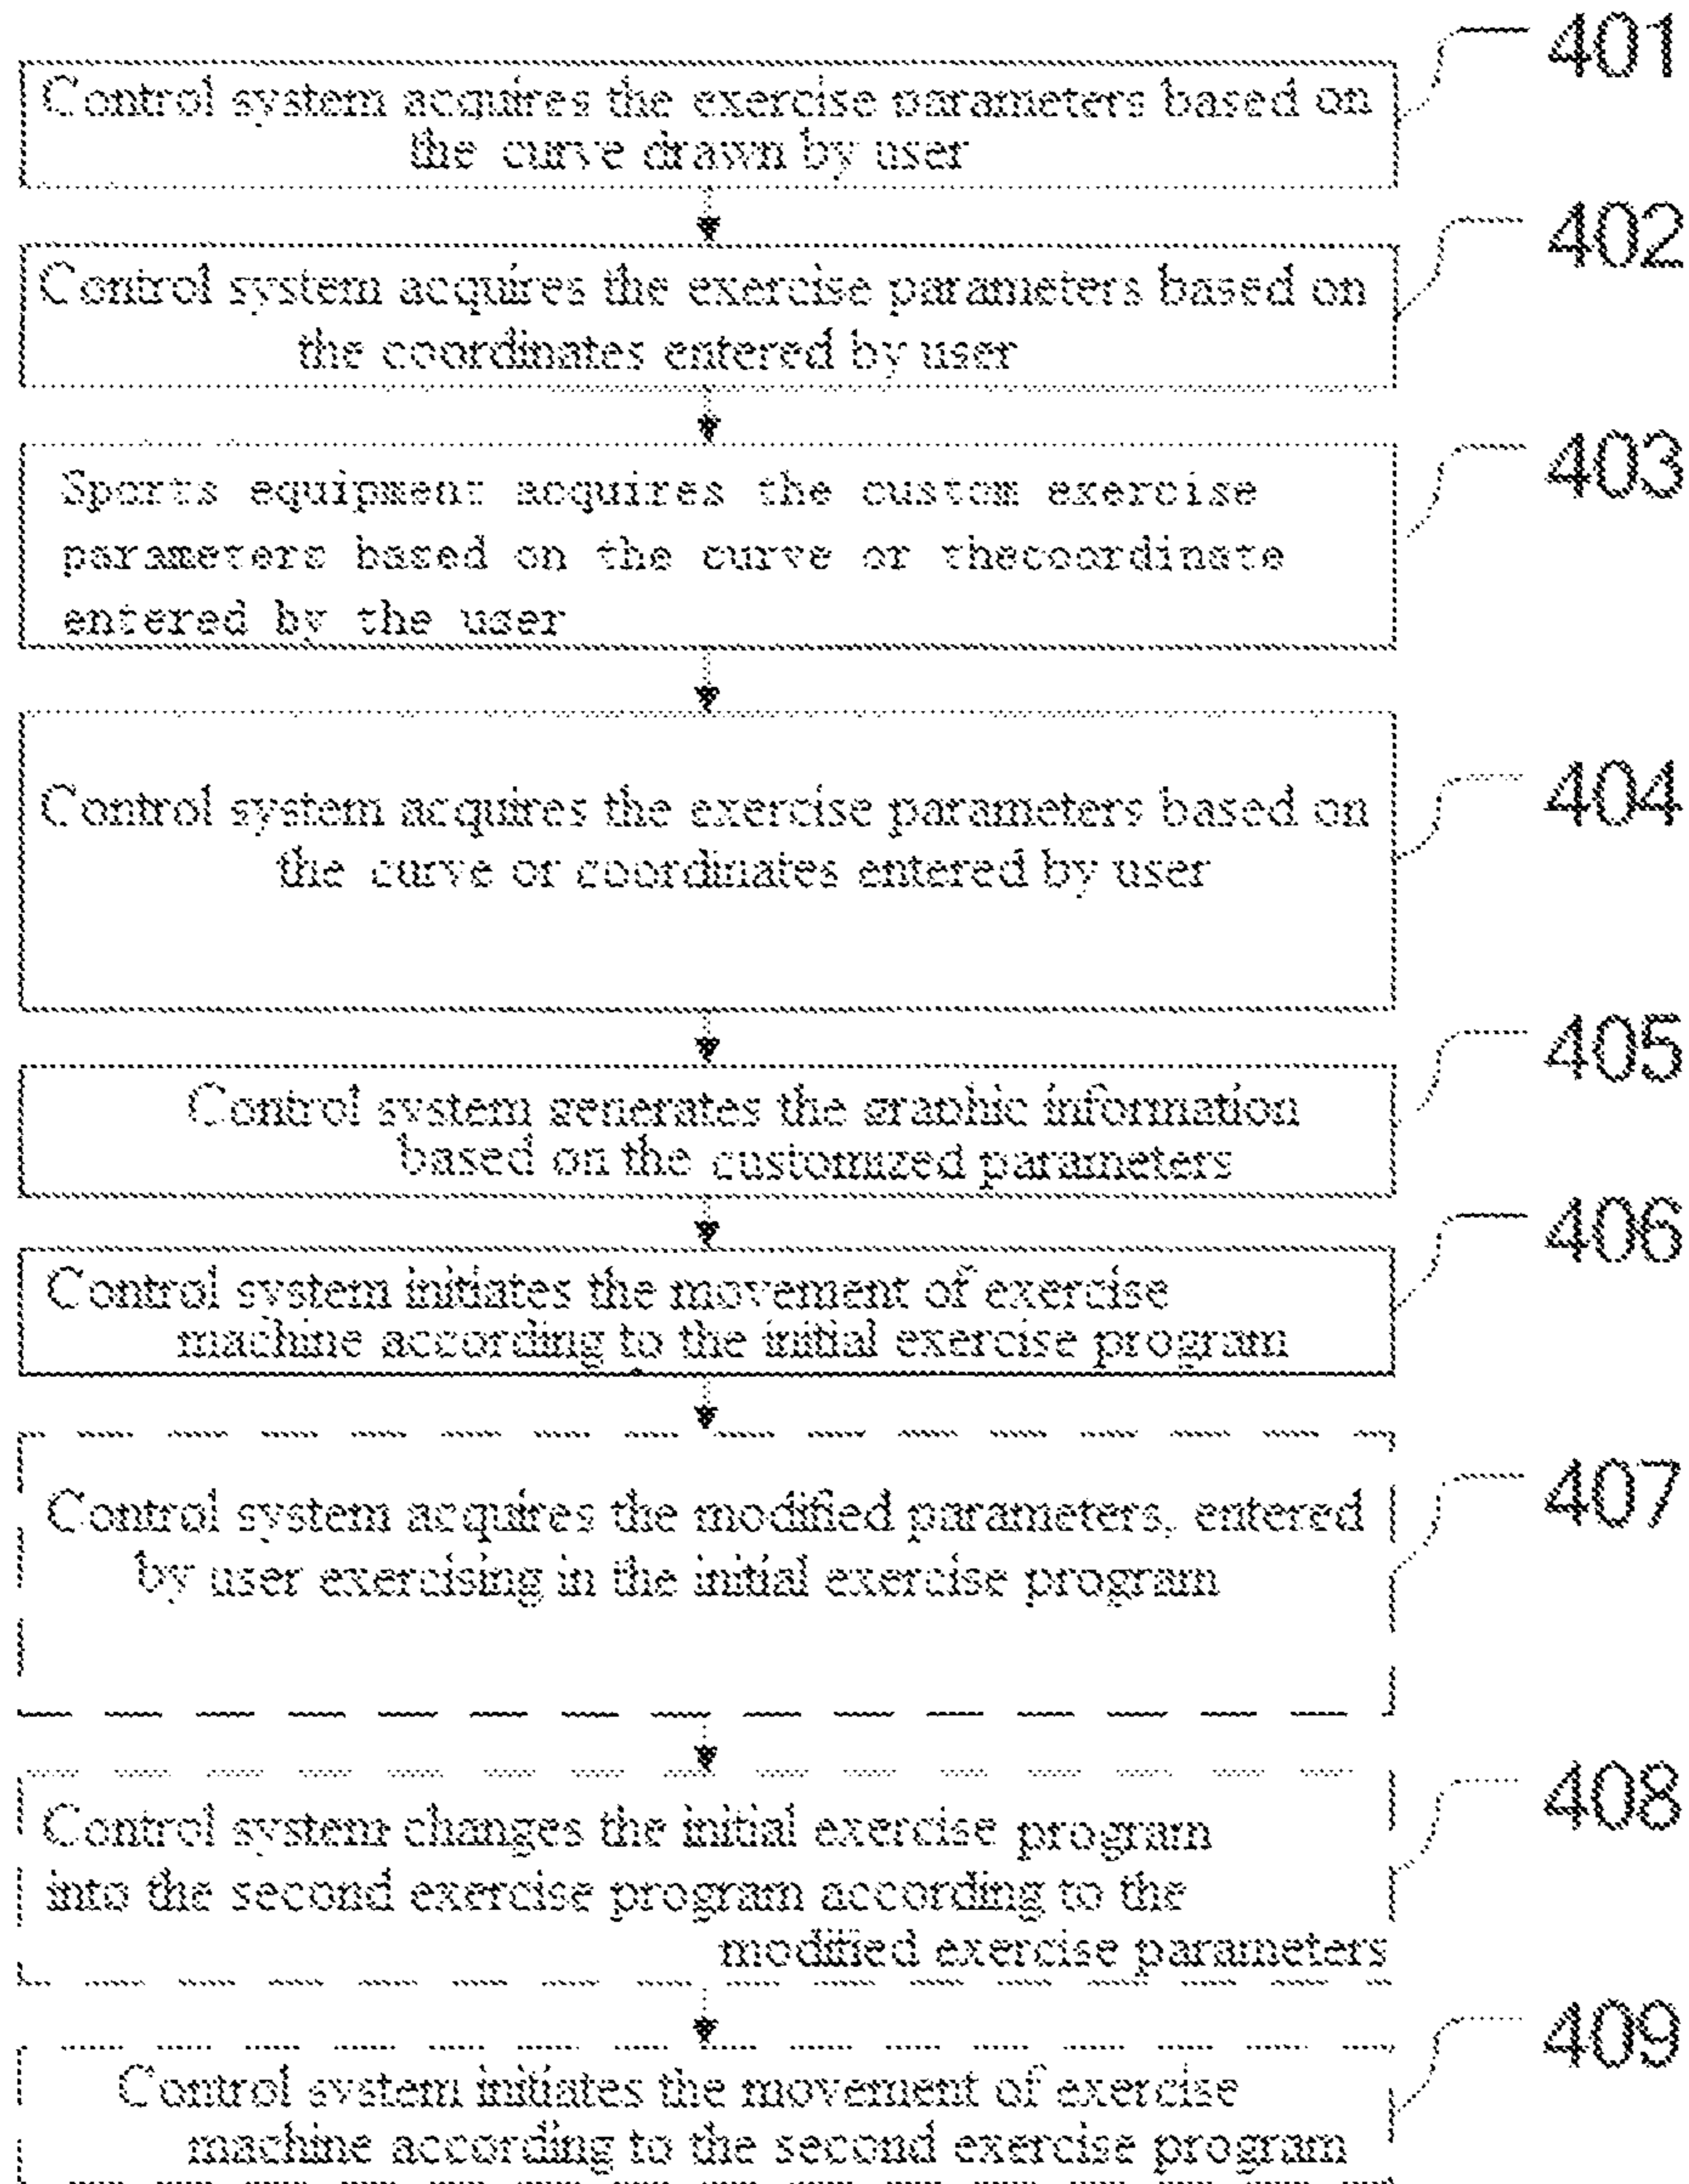 401
Control system acquires the exercise parameters based on
the curve drawn by user
402
Control system acquires the exercise parameters based on
the coordinates entered by user
403
Sports equipment acquires the custom exercise
parameters based on the curve or thecoordinate
entered by the user
404
Control system acquires the exercise parameters based on
the curve or coordinates entered by user
405
Control system generates the graphic information
based on the customized parameters
406
Control system initiates the movement of exercise
machine according to the initial exercise program
407
Control system acquires the modified parameters, entered
by user exercising in the initial exercise program
408
Control system changes the initial exercise program
into the second exercise program according to the
modified exercise parameters
409
Control system initiates the movement of exercise
machine according to the second exercise program